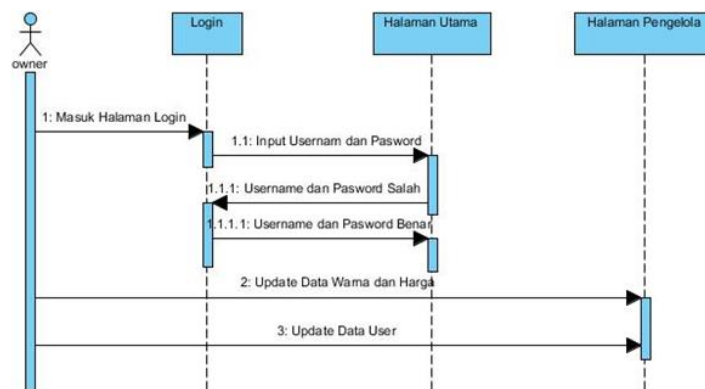 Login
Halaman Utama
Halaman Pengelola
owner
1: Masuk Halaman Login
1.1: Input Usernam dan Pasword
1.1.1: Username dan Pasword Salah
1.1.1.1: Username dan Pasword Benar
2: Update Data Warna dan Harga
3: Update Data User